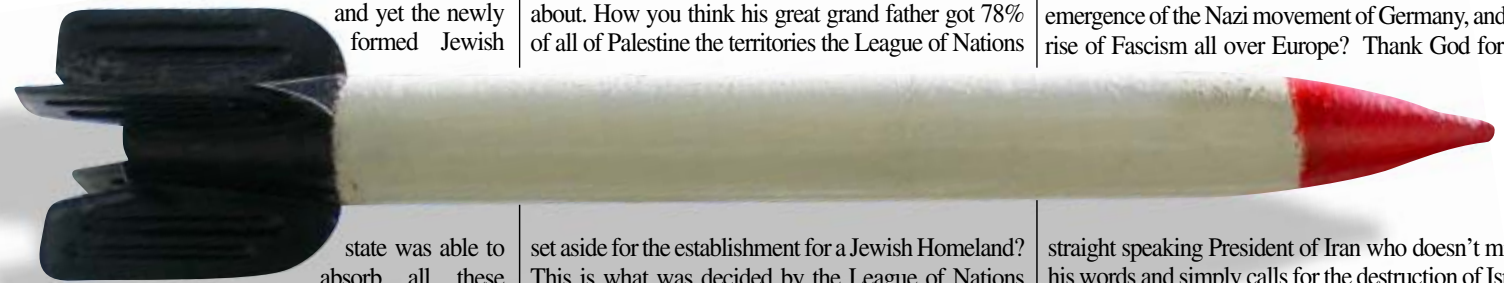 and yet the newly
formed Jewish
state was able to
absorb all these
about. How you think his great grand father got 78%
of all of Palestine the territories the League of Nations
set aside for the establishment for a Jewish Homeland?
This is what was decided by the League of Nations
emergence of the Nazi movement of Germany, and
rise of Fascism all over Europe? Thank God for
straight speaking President of Iran who doesn’t m
his words and simply calls for the destruction of Is